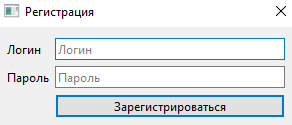 Регистрация
Логин Логин
Пароль Пароль
Зарегистрироваться